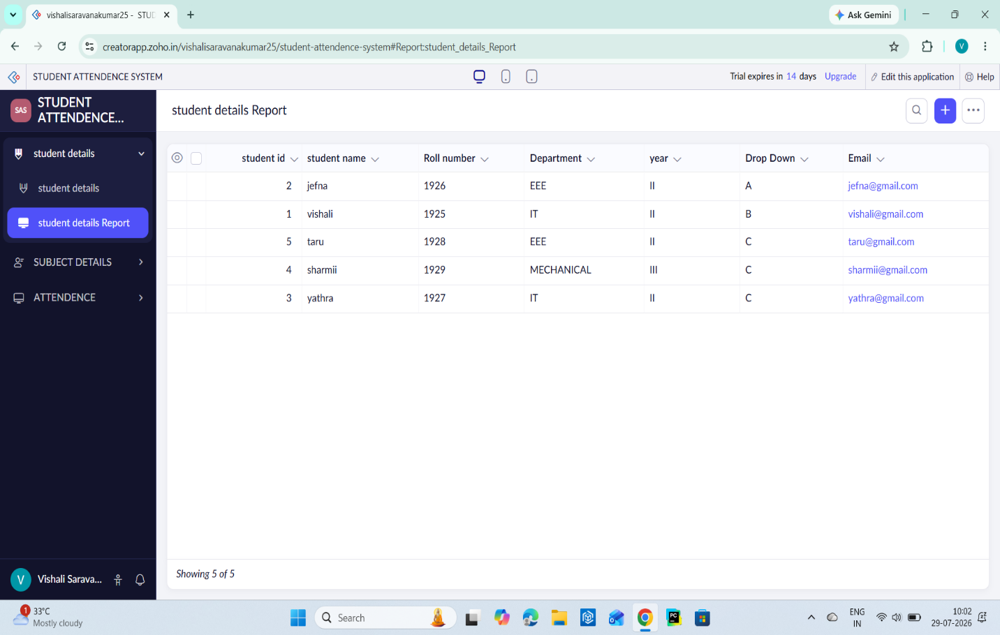 vishalisaravanakumar25 - STUD
Ask Gemini
creatorapp.zoho.in/vishalisaravanakumar25/student-attendence-system#Report:student_details_Report
V
STUDENT ATTENDENCE SYSTEM
Trial expires in 14 days Upgrade
Edit this application
Help
SAS
STUDENT
ATTENDENCE...
student details
student details
student details Report
SUBJECT DETAILS
ATTENDENCE
student details Report
student id student name Roll number Department year Drop Down Email
2 jefna 1926 EEE II A jefna@gmail.com
1 vishali 1925 IT II B vishali@gmail.com
5 taru 1928 EEE II C taru@gmail.com
4 sharmii 1929 MECHANICAL III C sharmii@gmail.com
3 yathra 1927 IT II C yathra@gmail.com
Showing 5 of 5
V
Vishali Sarava...
1
33°C
Mostly cloudy
Search
PC
ENG
IN
10:02
29-07-2026